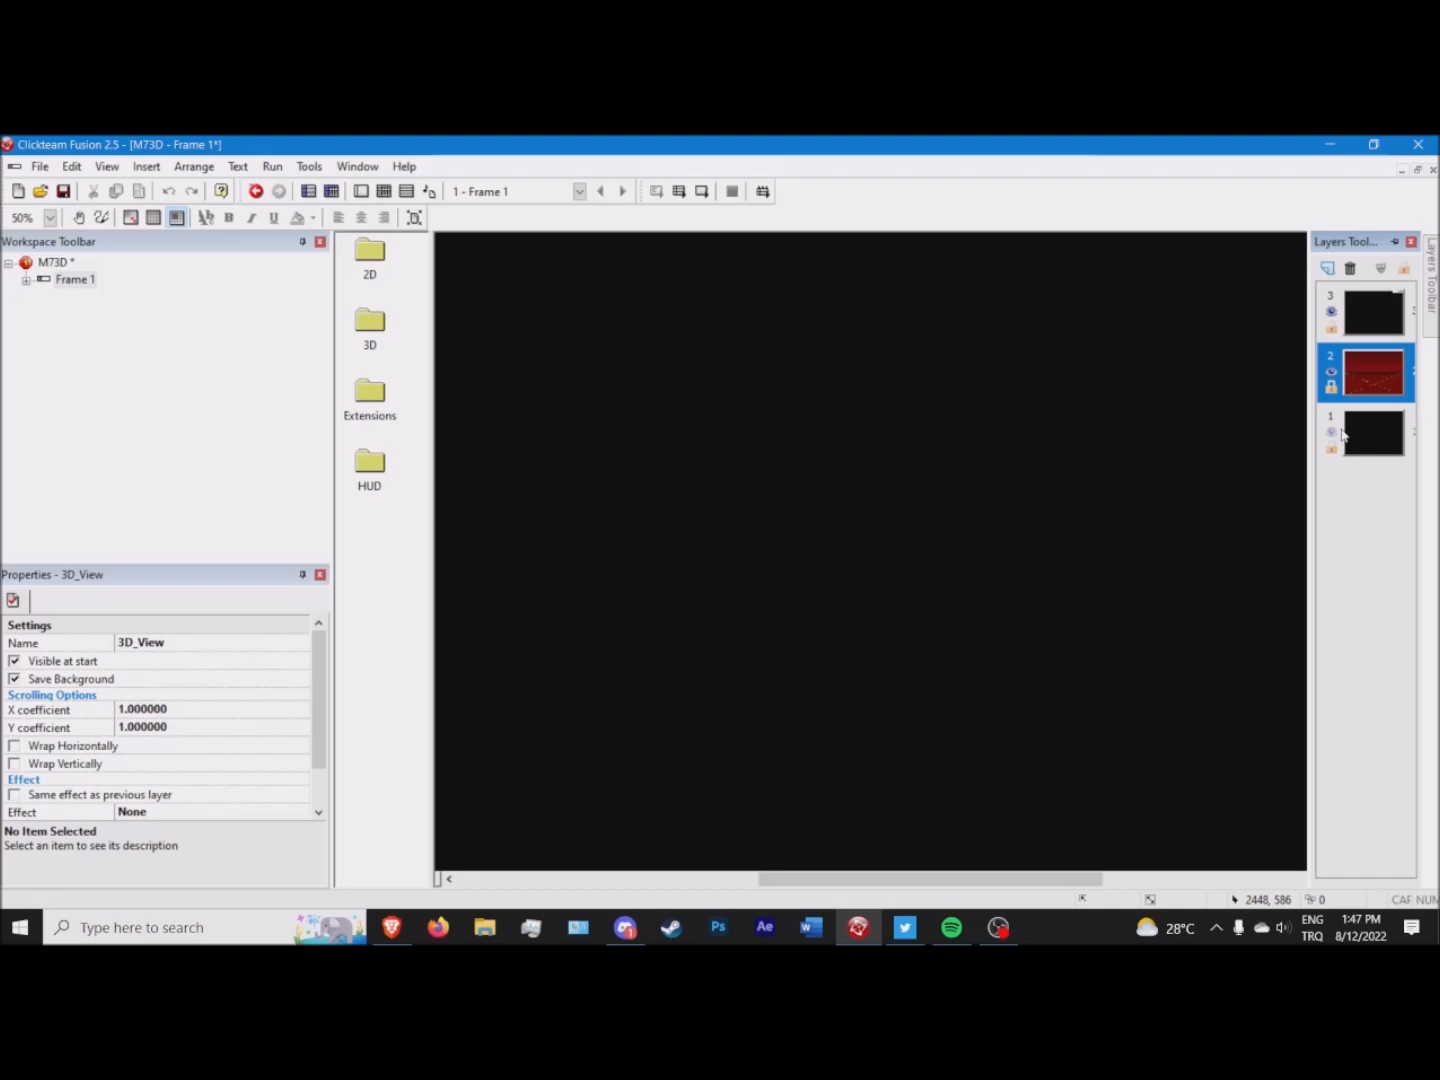 Clickteam Fusion 2.5 - [M73D - Frame 1*]
File Edit View Insert Arrange Text Run Tools Window Help
1 - Frame 1
50%
Workspace Toolbar
M73D *
Frame 1
2D
3D
Extensions
HUD
Layers Tool...
Layers Toolbar
3
2
1
Properties - 3D_View
Settings
Name 3D_View
Visible at start
Save Background
Scrolling Options
X coefficient 1.000000
Y coefficient 1.000000
Wrap Horizontally
Wrap Vertically
Effect
Same effect as previous layer
Effect None
No Item Selected
Select an item to see its description
2448, 586 0 CAP NUM
Type here to search
Ps
Ae
28°C
ENG
TRQ
1:47 PM
8/12/2022